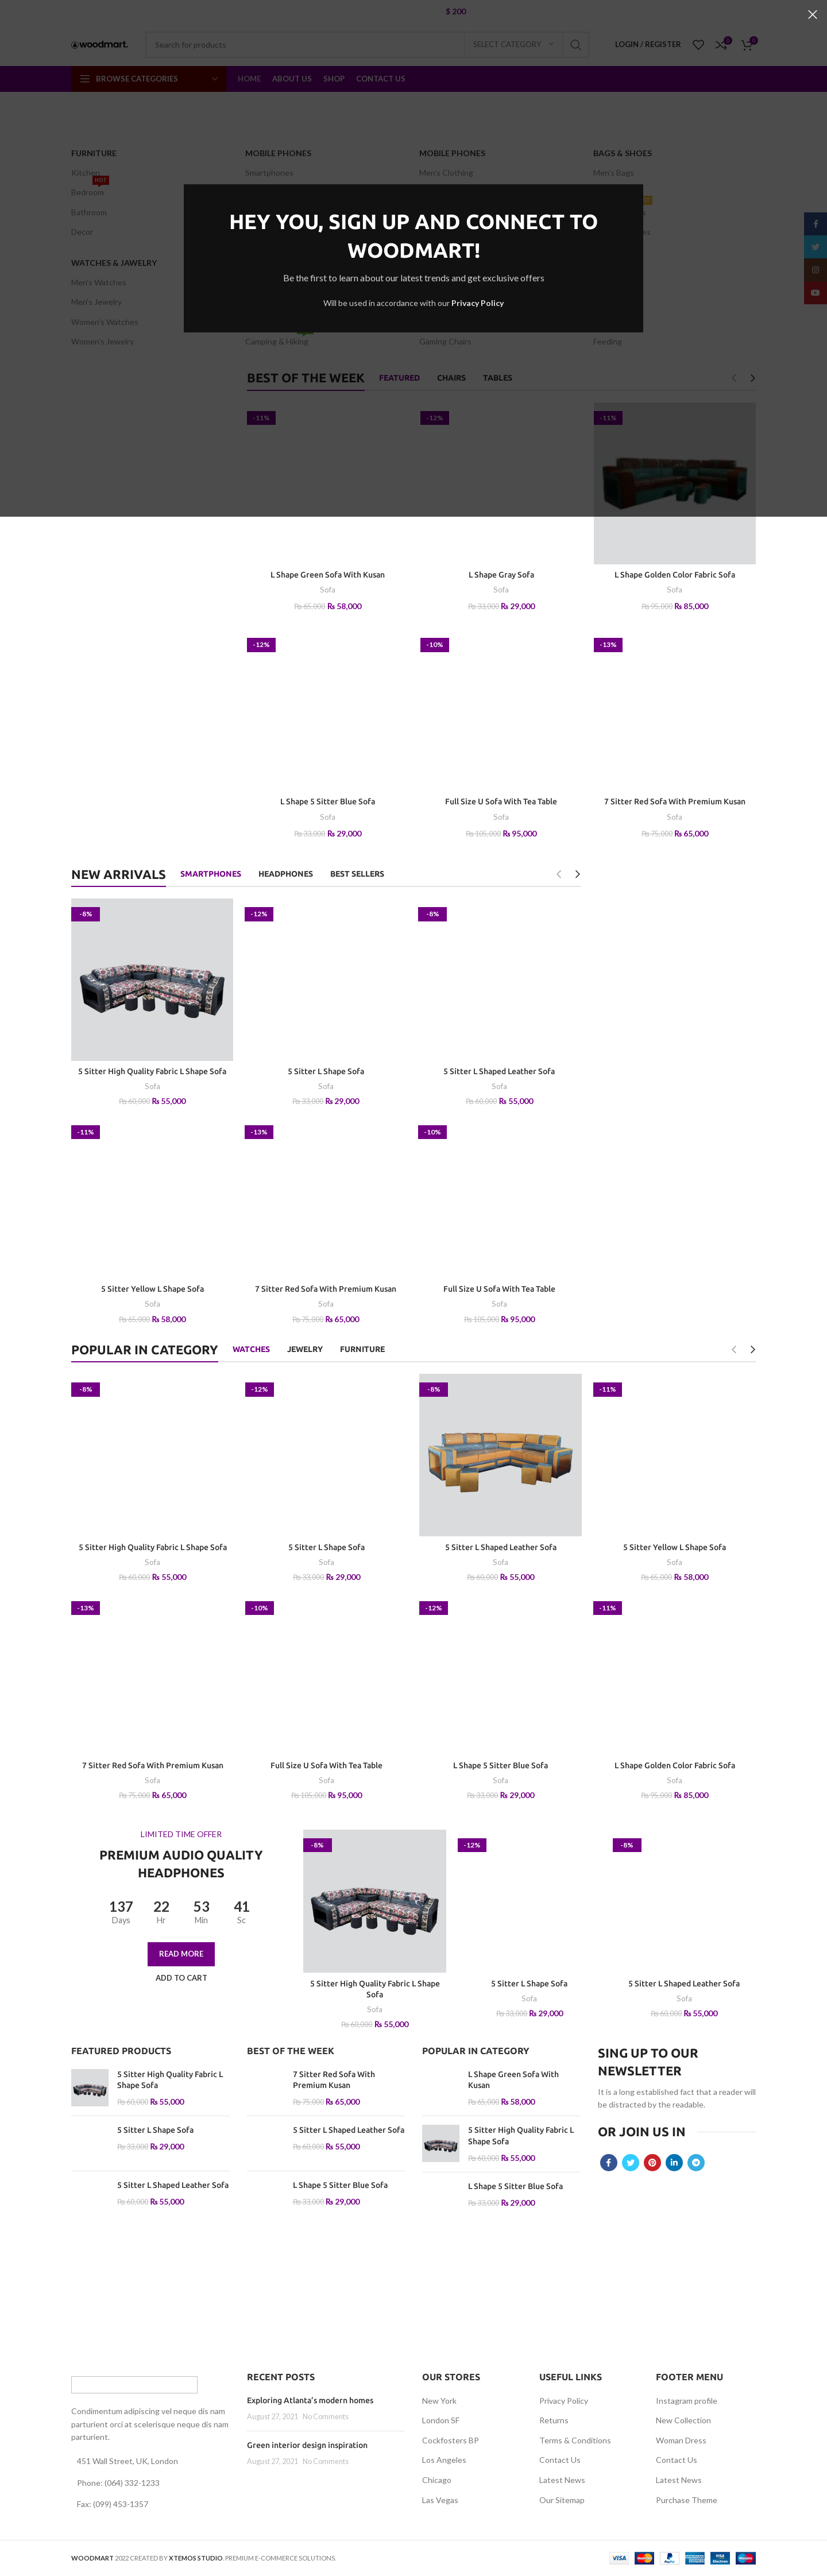 $ 200
woodmart.
Search for products
SELECT CATEGORY
LOGIN / REGISTER
0
0
BROWSE CATEGORIES
HOME
ABOUT US
SHOP
CONTACT US
FURNITURE
MOBILE PHONES
MOBILE PHONES
BAGS & SHOES
Kitchen
Smartphones
Men's Clothing
Men's Bags
HOT
Bedroom
Bathroom
Decor
WATCHES & JEWELRY
Men's Watches
Men's Jewelry
Women's Watches
Women's Jewelry
Camping & Hiking
Gaming Chairs
Feeding
HEY YOU, SIGN UP AND CONNECT TO
WOODMART!
Be the first to learn about our latest trends and get exclusive offers
Will be used in accordance with our Privacy Policy
BEST OF THE WEEK
FEATURED
CHAIRS
TABLES
-11%
-12%
-11%
L Shape Green Sofa With Kusan
L Shape Gray Sofa
L Shape Golden Color Fabric Sofa
Sofa
Sofa
Sofa
₨ 65,000 ₨ 58,000
₨ 33,000 ₨ 29,000
₨ 95,000 ₨ 85,000
-12%
-10%
-13%
L Shape 5 Sitter Blue Sofa
Full Size U Sofa With Tea Table
7 Sitter Red Sofa With Premium Kusan
Sofa
Sofa
Sofa
₨ 33,000 ₨ 29,000
₨ 105,000 ₨ 95,000
₨ 75,000 ₨ 65,000
NEW ARRIVALS
SMARTPHONES
HEADPHONES
BEST SELLERS
-8%
-12%
-8%
5 Sitter High Quality Fabric L Shape Sofa
5 Sitter L Shape Sofa
5 Sitter L Shaped Leather Sofa
Sofa
Sofa
Sofa
₨ 60,000 ₨ 55,000
₨ 33,000 ₨ 29,000
₨ 60,000 ₨ 55,000
-11%
-13%
-10%
5 Sitter Yellow L Shape Sofa
7 Sitter Red Sofa With Premium Kusan
Full Size U Sofa With Tea Table
Sofa
Sofa
Sofa
₨ 65,000 ₨ 58,000
₨ 75,000 ₨ 65,000
₨ 105,000 ₨ 95,000
POPULAR IN CATEGORY
WATCHES
JEWELRY
FURNITURE
-8%
-12%
-8%
-11%
5 Sitter High Quality Fabric L Shape Sofa
5 Sitter L Shape Sofa
5 Sitter L Shaped Leather Sofa
5 Sitter Yellow L Shape Sofa
Sofa
Sofa
Sofa
Sofa
₨ 60,000 ₨ 55,000
₨ 33,000 ₨ 29,000
₨ 60,000 ₨ 55,000
₨ 65,000 ₨ 58,000
-13%
-10%
-12%
-11%
7 Sitter Red Sofa With Premium Kusan
Full Size U Sofa With Tea Table
L Shape 5 Sitter Blue Sofa
L Shape Golden Color Fabric Sofa
Sofa
Sofa
Sofa
Sofa
₨ 75,000 ₨ 65,000
₨ 105,000 ₨ 95,000
₨ 33,000 ₨ 29,000
₨ 95,000 ₨ 85,000
LIMITED TIME OFFER
PREMIUM AUDIO QUALITY
HEADPHONES
137
22
53
41
Days
Hr
Min
Sc
READ MORE
ADD TO CART
-8%
-12%
-8%
5 Sitter High Quality Fabric L Shape
Sofa
5 Sitter L Shape Sofa
5 Sitter L Shaped Leather Sofa
Sofa
Sofa
Sofa
₨ 60,000 ₨ 55,000
₨ 33,000 ₨ 29,000
₨ 60,000 ₨ 55,000
FEATURED PRODUCTS
5 Sitter High Quality Fabric L
Shape Sofa
₨ 60,000 ₨ 55,000
5 Sitter L Shape Sofa
₨ 33,000 ₨ 29,000
5 Sitter L Shaped Leather Sofa
₨ 60,000 ₨ 55,000
BEST OF THE WEEK
7 Sitter Red Sofa With
Premium Kusan
₨ 75,000 ₨ 65,000
5 Sitter L Shaped Leather Sofa
₨ 60,000 ₨ 55,000
L Shape 5 Sitter Blue Sofa
₨ 33,000 ₨ 29,000
POPULAR IN CATEGORY
L Shape Green Sofa With
Kusan
₨ 65,000 ₨ 58,000
5 Sitter High Quality Fabric L
Shape Sofa
₨ 60,000 ₨ 55,000
L Shape 5 Sitter Blue Sofa
₨ 33,000 ₨ 29,000
SING UP TO OUR
NEWSLETTER
It is a long established fact that a reader will
be distracted by the readable.
OR JOIN US IN
Condimentum adipiscing vel neque dis nam
parturient orci at scelerisque neque dis nam
parturient.
451 Wall Street, UK, London
Phone: (064) 332-1233
Fax: (099) 453-1357
RECENT POSTS
Exploring Atlanta's modern homes
August 27, 2021 No Comments
Green interior design inspiration
August 27, 2021 No Comments
OUR STORES
New York
London SF
Cockfosters BP
Los Angeles
Chicago
Las Vegas
USEFUL LINKS
Privacy Policy
Returns
Terms & Conditions
Contact Us
Latest News
Our Sitemap
FOOTER MENU
Instagram profile
New Collection
Woman Dress
Contact Us
Latest News
Purchase Theme
WOODMART 2022 CREATED BY XTEMOS STUDIO. PREMIUM E-COMMERCE SOLUTIONS.
VISA
PayPal